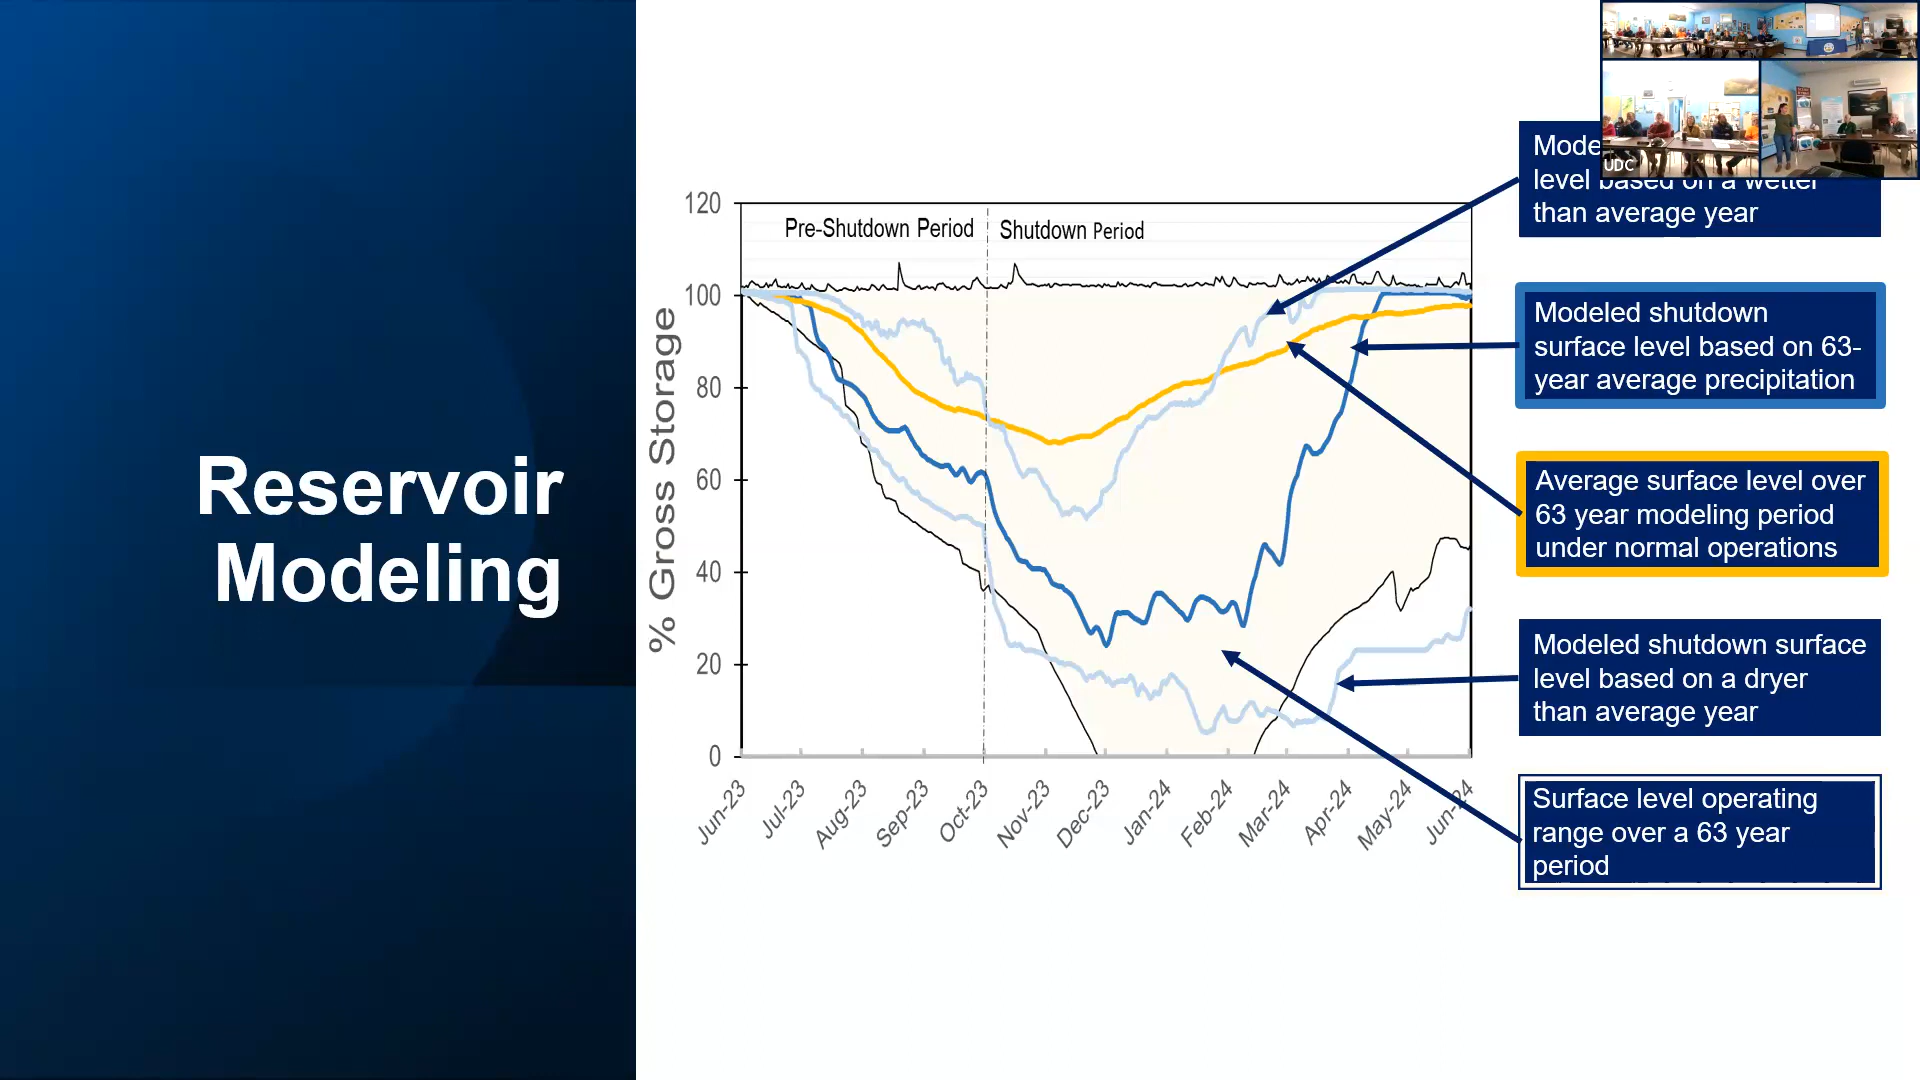 Reservoir
Modeling
% Gross Storage
120
100
80
60
40
20
0
Pre-Shutdown Period
Shutdown Period
Jun-23
Jul-23
Aug-23
Sep-23
Oct-23
Nov-23
Dec-23
Jan-24
Feb-24
Mar-24
Apr-24
May-24
Jun-24
UDC
level based on a wetter
than average year
Modeled shutdown
surface level based on 63-
year average precipitation
Average surface level over
63 year modeling period
under normal operations
Modeled shutdown surface
level based on a dryer
than average year
Surface level operating
range over a 63 year
period